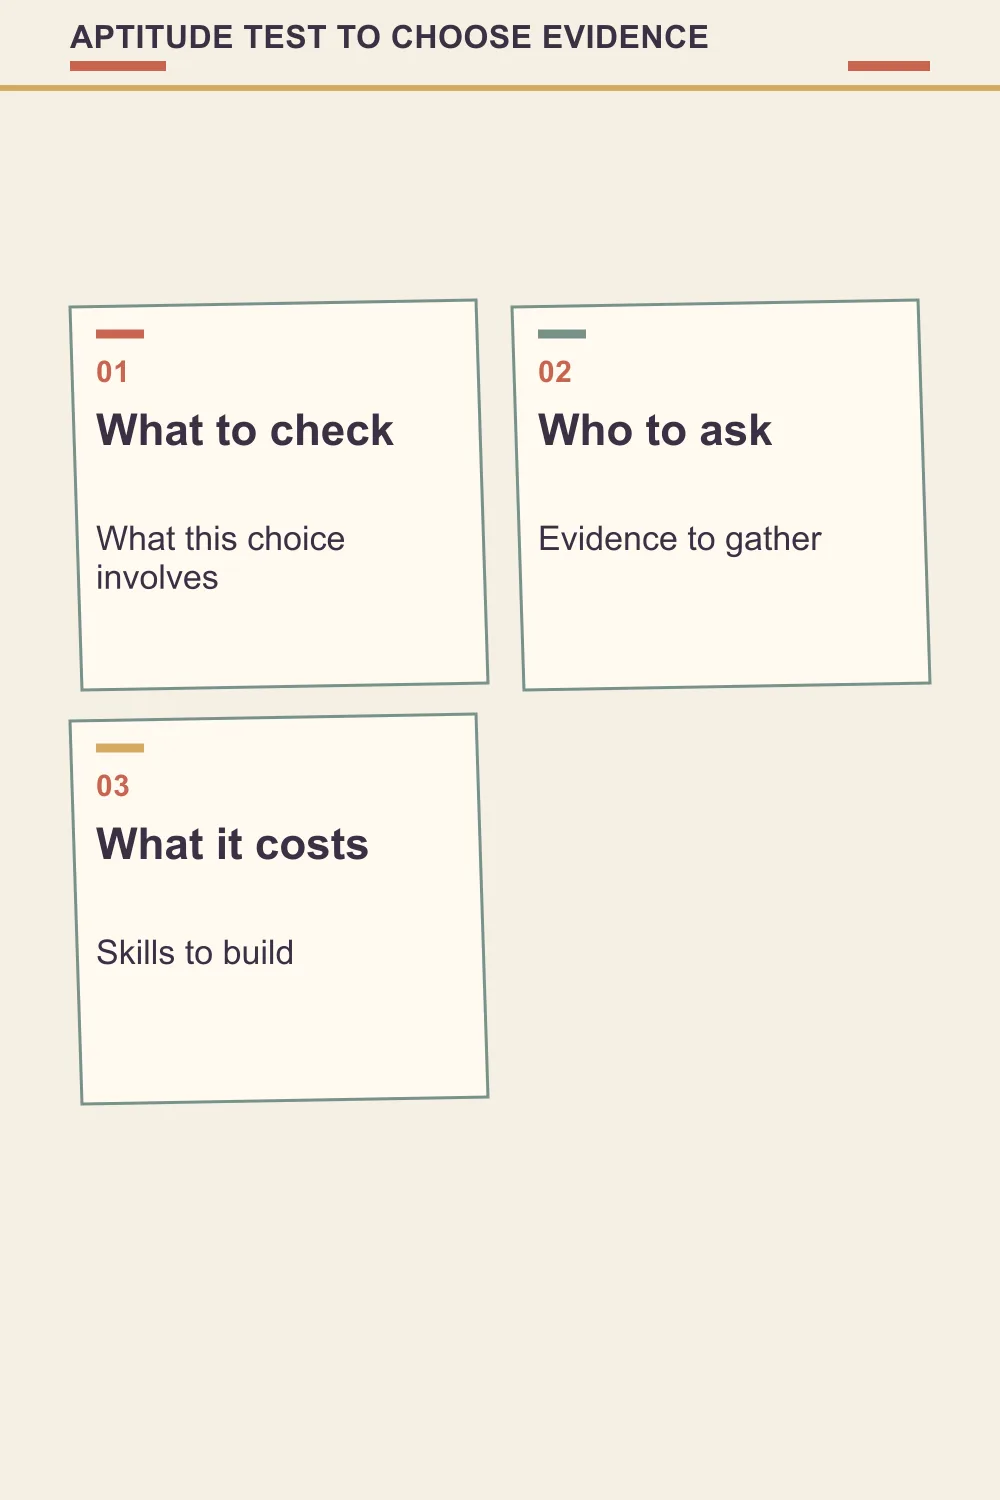 APTITUDE TEST TO CHOOSE EVIDENCE
01
What to check
What this choice
involves
02
Who to ask
Evidence to gather
03
What it costs
Skills to build